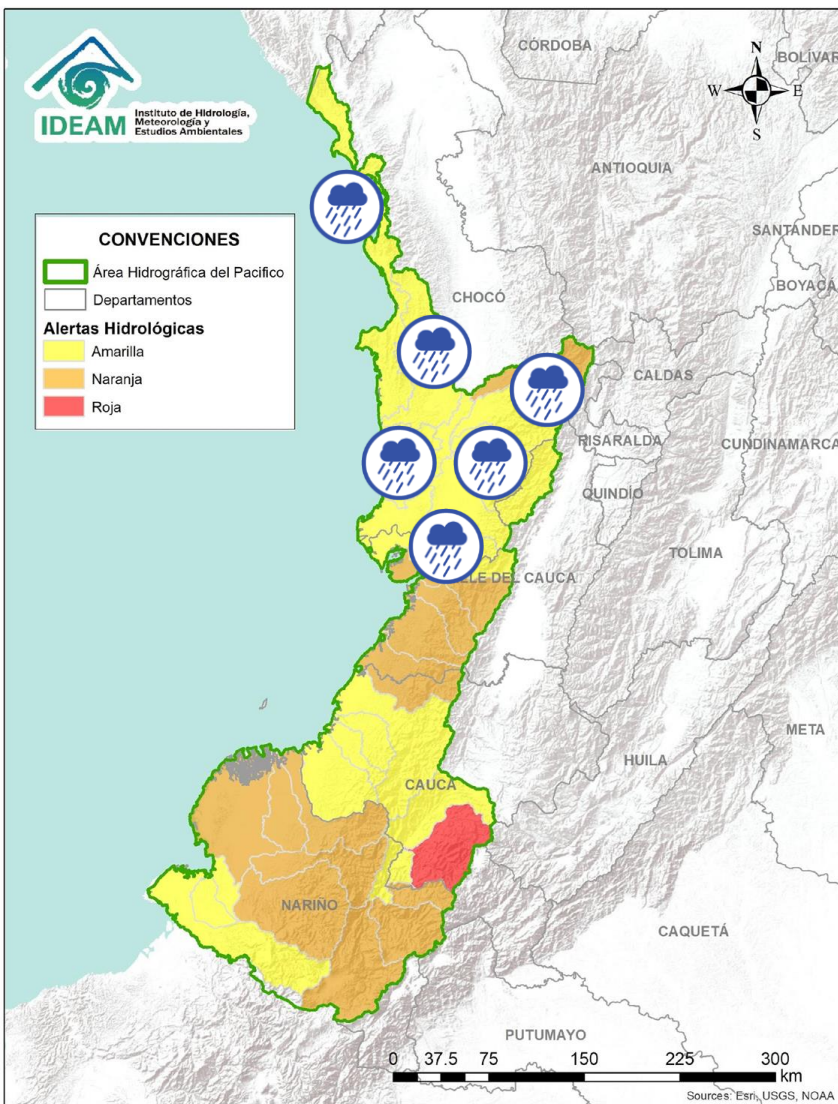 IDEAM
Instituto de Hidrología,
Meteorología y
Estudios Ambientales
CÓRDOBA
BOLÍVAR
N
W
E
S
ANTIOQUIA
SANTANDER
BOYACÁ
CONVENCIONES
Área Hidrográfica del Pacifico
Departamentos
Alertas Hidrológicas
Amarilla
Naranja
Roja
CHOCÓ
CALDAS
RISARALDA
CUNDINAMARCA
QUINDÍO
TOLIMA
LLE DEL CAUCA
META
HUILA
CAUCA
NARIÑO
CAQUETÁ
PUTUMAYO
0 37.5 75 150 225 300
km
Sources: Esri, USGS, NOAA